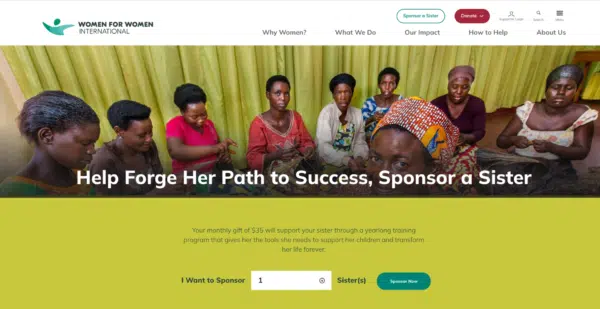 WOMEN FOR WOMEN
INTERNATIONAL
Sponsor a Sister
Donate
Supporter Login
Search
Menu
Why Women?
What We Do
Our Impact
How to Help
About Us
Help Forge Her Path to Success, Sponsor a Sister
Your monthly gift of $35 will support your sister through a yearlong training
program that gives her the tools she needs to support her children and transform
her life forever.
I Want to Sponsor
1
Sister(s)
Sponsor Now